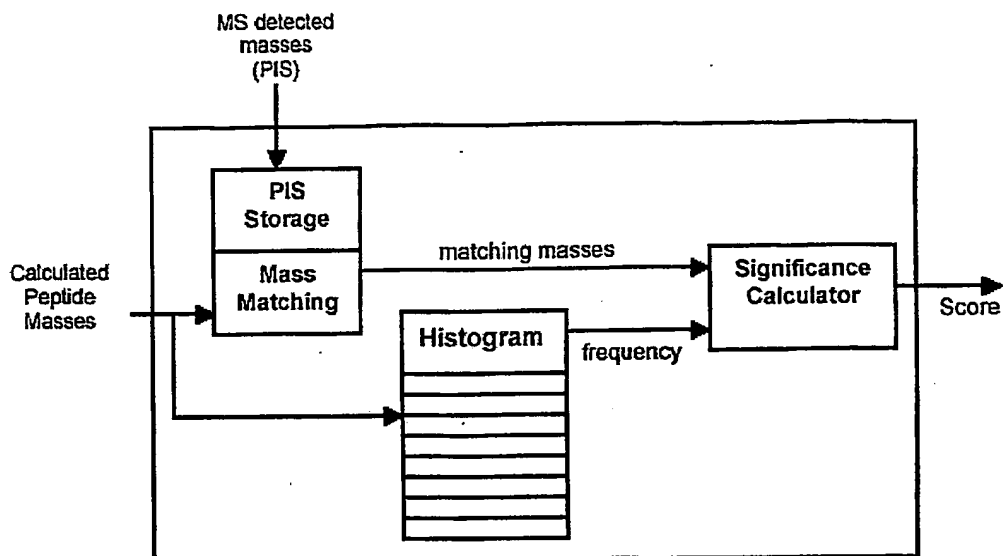 MS detected
masses
(PIS)
PIS
Storage
Mass
Matching
matching masses
Significance
Calculator
Calculated
Peptide
Masses
Histogram
frequency
Score